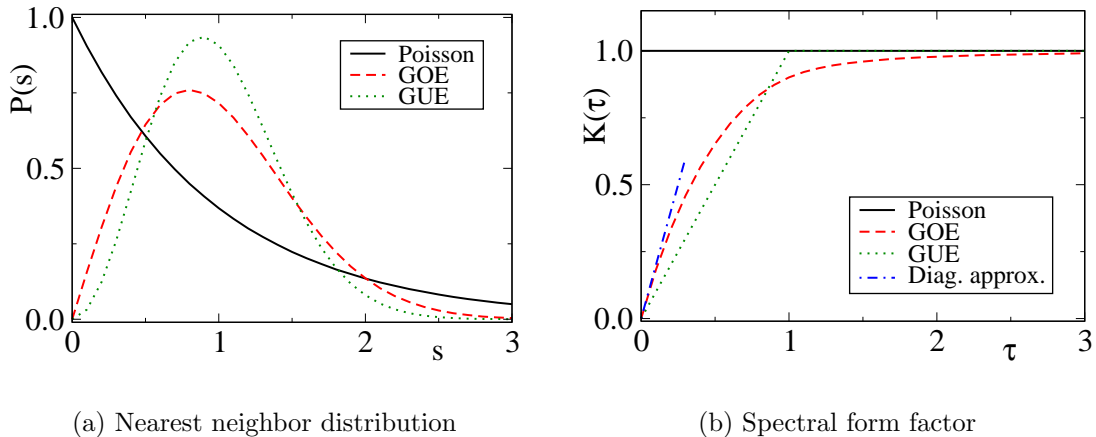 1.0
0.5
0.0
P(s)
0
1
2
3
s
Poisson
GOE
GUE
(a) Nearest neighbor distribution
1.0
0.5
0.0
K(τ)
0
1
2
3
τ
Poisson
GOE
GUE
Diag. approx.
(b) Spectral form factor